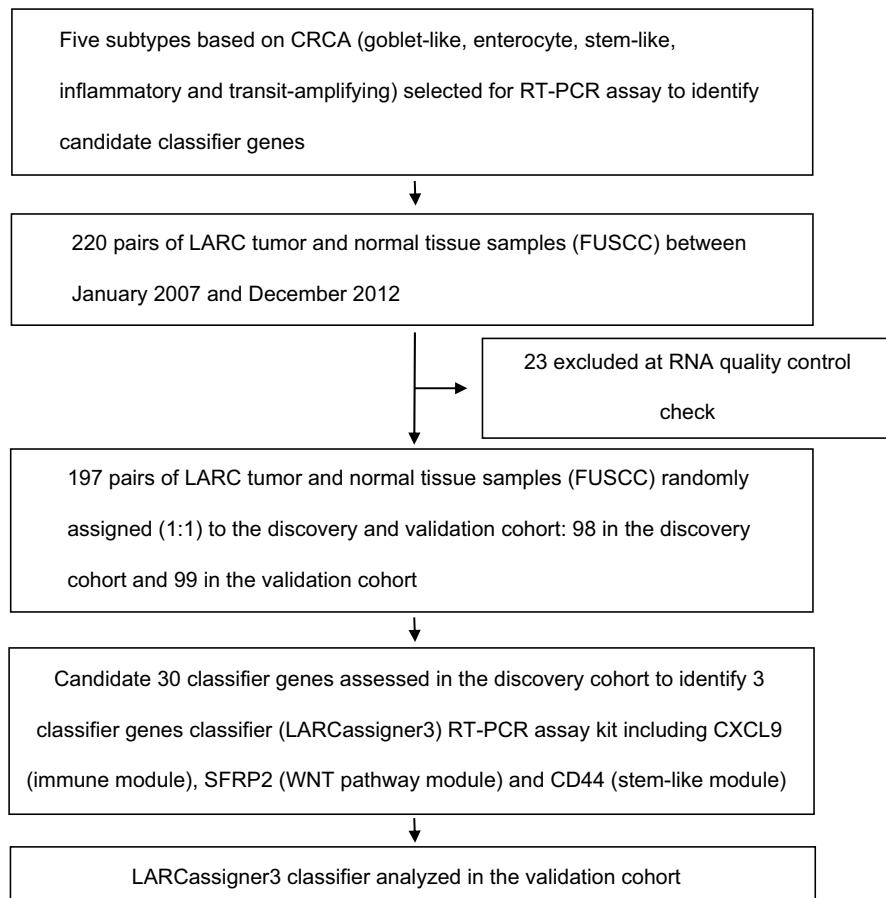 Five subtypes based on CRCA (goblet-like, enterocyte, stem-like,
inflammatory and transit-amplifying) selected for RT-PCR assay to identify
candidate classifier genes
220 pairs of LARC tumor and normal tissue samples (FUSCC) between
January 2007 and December 2012
23 excluded at RNA quality control
check
197 pairs of LARC tumor and normal tissue samples (FUSCC) randomly
assigned (1:1) to the discovery and validation cohort: 98 in the discovery
cohort and 99 in the validation cohort
Candidate 30 classifier genes assessed in the discovery cohort to identify 3
classifier genes classifier (LARCassigner3) RT-PCR assay kit including CXCL9
(immune module), SFRP2 (WNT pathway module) and CD44 (stem-like module)
LARCassigner3 classifier analyzed in the validation cohort